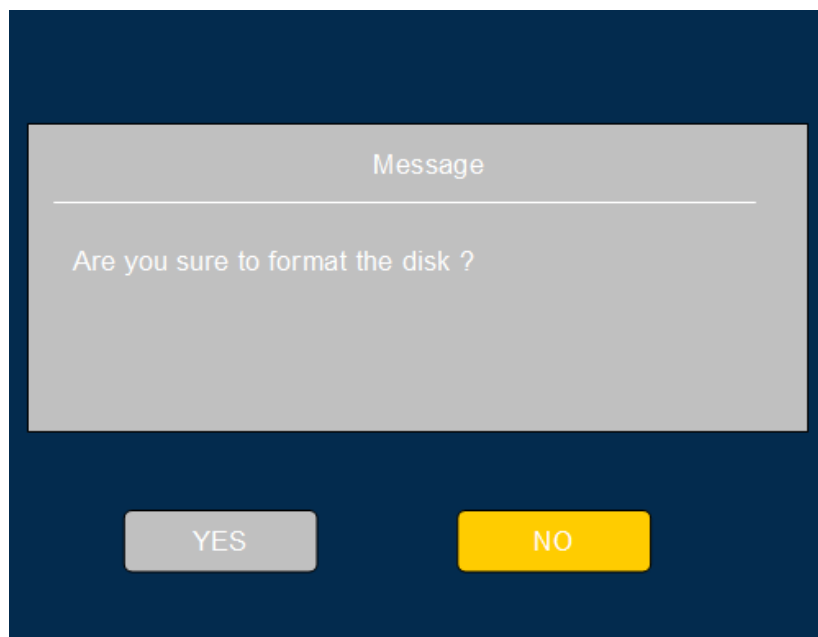 Message
Are you sure to format the disk ?
YES
NO